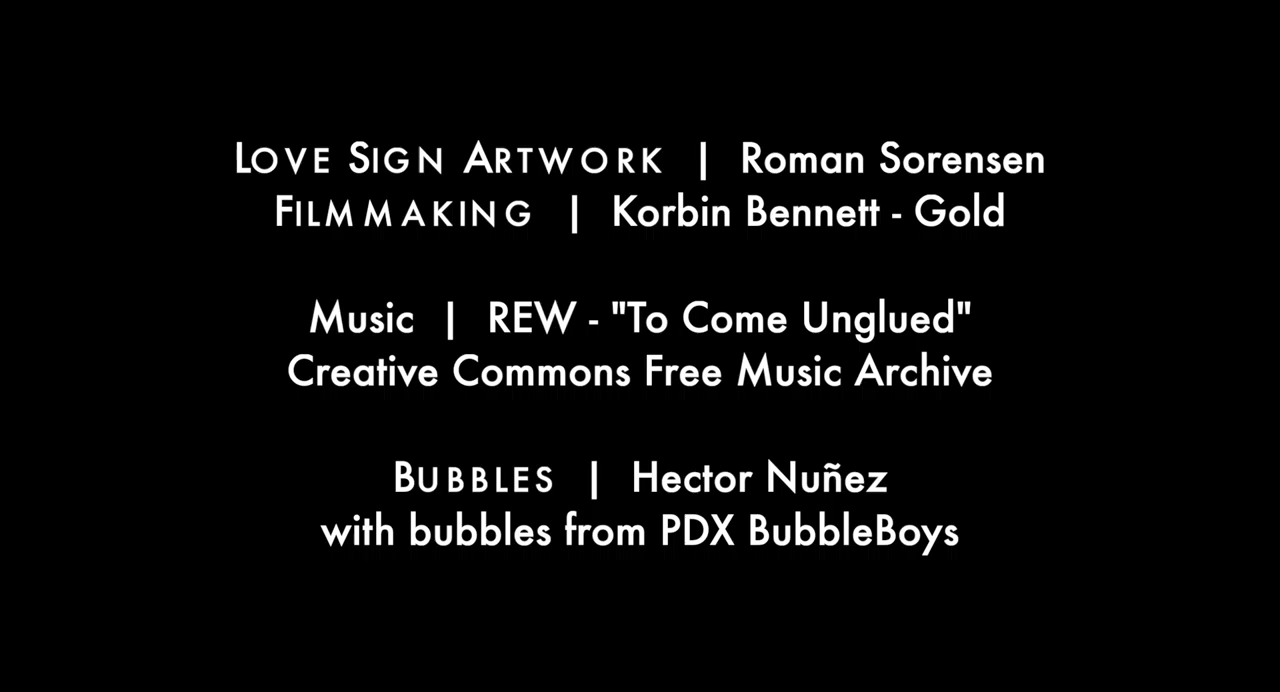 Love Sign Artwork | Roman Sorensen
Filmmaking | Korbin Bennett - Gold
Music | REW - "To Come Unglued"
Creative Commons Free Music Archive
Bubbles | Hector Nuñez
with bubbles from PDX BubbleBoys